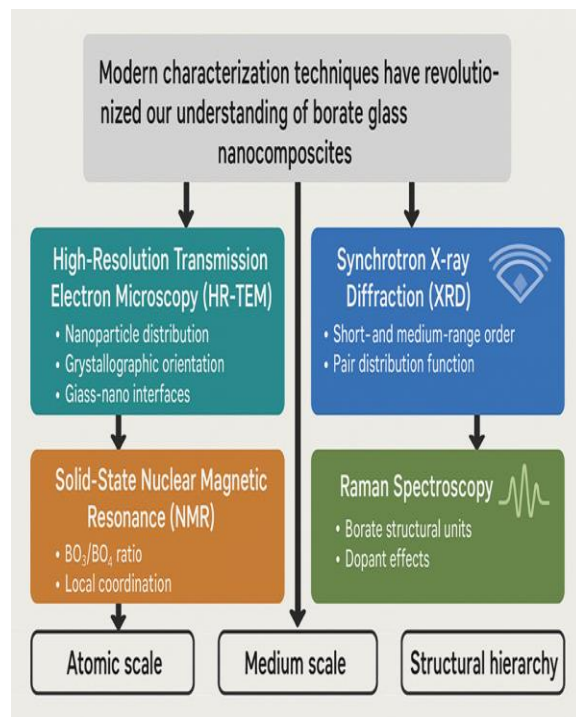 Modern characterization techniques have revolutio-
nized our understanding of borate glass
nanocomposcites
High-Resolution Transmission
Electron Microscopy (HR-TEM)
• Nanoparticle distribution
• Grystallographic orientation
• Giass-nano interfaces
Synchrotron X-ray
Diffraction (XRD)
• Short-and medium-range order
• Pair distribution function
Solid-State Nuclear Magnetic
Resonance (NMR)
• BO₃/BO₄ ratio
• Local coordination
Raman Spectroscopy
• Borate structural units
• Dopant effects
Atomic scale
Medium scale
Structural hierarchy